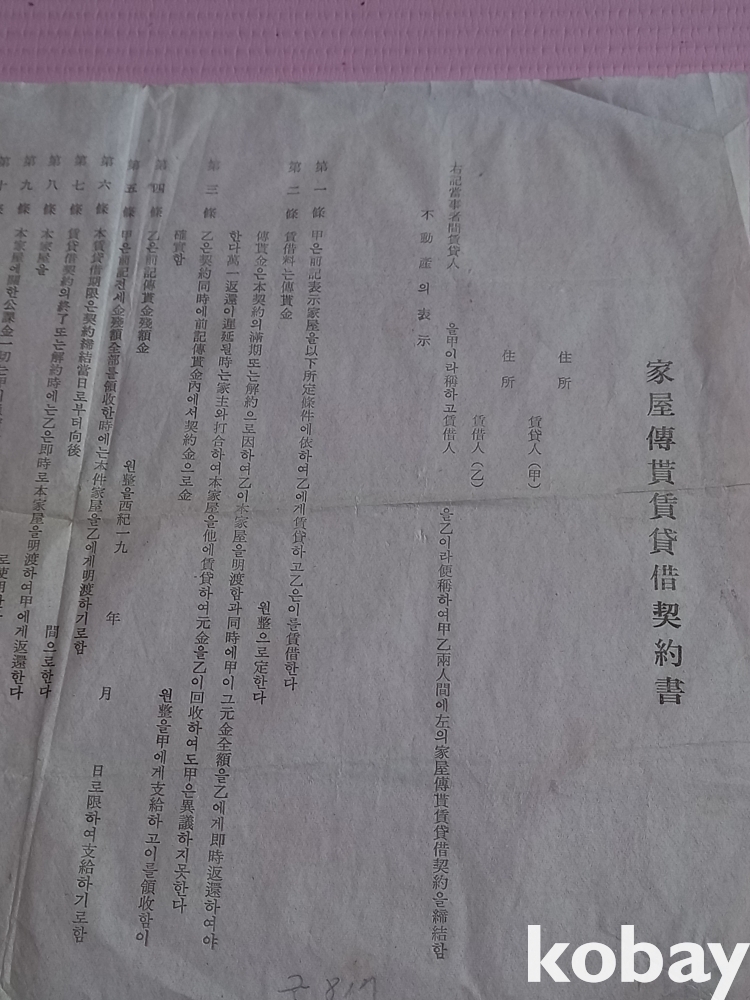 家屋傳貰賃貸借契約書
住所
賃貸人(甲)
住所
賃借人(乙)
右記當事者間賃貸人 을甲이라稱하고賃借人 을乙이라便稱하여甲乙兩人間에左의家屋傳貰賃貸借契約을締結함
不動産의表示
第一條 甲은前記表示家屋을以下所定條件에依하여乙에게賃貸하고乙은이를賃借한다
第二條 賃借料는傳貰金 원整으로定한다
傳貰金은本契約의滿期또는解約으로因하여乙이本家屋을明渡함과同時에甲이그元金全額을乙에게即時返還하여야
한다萬一返還이遅延될時는家主와打合하여本家屋을他에賃貸하여元金을乙이回收하여도甲은異議하지못한다
第三條 乙은契約同時에前記傳貰金內에서契約金으로金 원整을甲에게支給하고이를領收함이
確實함
第四條 乙은前記傳貰金殘額金 원整을西紀一九 年 月 日로限하여支給하기로함
第五條 甲은前記전세金殘額全部를領收한時에는本件家屋을乙에게明渡하기로함
第六條 本賃貸借期限은契約締結當日로부터向後 間으로한다
第七條 賃貸借契約의終了또는解約時에는乙은即時로本家屋을明渡하여甲에게返還한다
第八條 本家屋을 로使用한다
第九條 本家屋에關한公課金一切는甲이
第十條
kobay